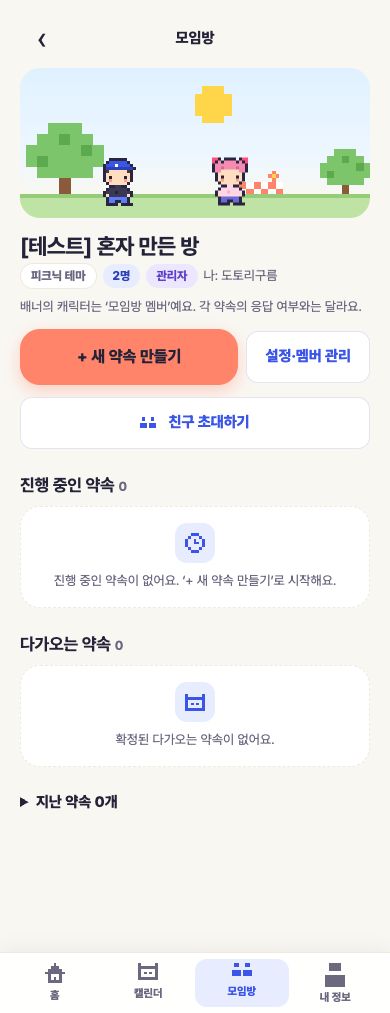 모임방
[테스트] 혼자 만든 방
피크닉 테마 2명 관리자 나: 도토리구름
배너의 캐릭터는 ‘모임방 멤버’예요. 각 약속의 응답 여부와는 달라요.
+ 새 약속 만들기 설정·멤버 관리
친구 초대하기
진행 중인 약속 0
진행 중인 약속이 없어요. ‘+ 새 약속 만들기’로 시작해요.
다가오는 약속 0
확정된 다가오는 약속이 없어요.
▶ 지난 약속 0개
홈 캘린더 모임방 내 정보